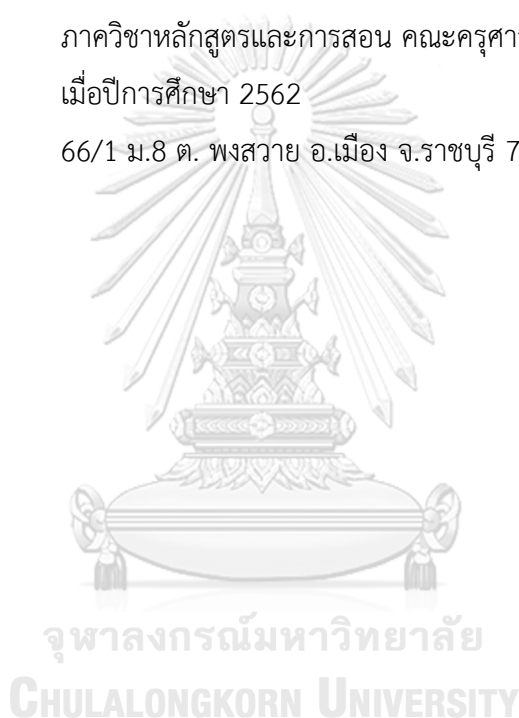 ภาควิชาหลักสูตรและการสอน คณะครุศา
เมื่อปีการศึกษา 2562
66/1 ม.8 ต. พงสวาย อ.เมือง จ.ราชบุรี 7
จุฬาลงกรณ์มหาวิทยาลัย
CHULALONGKORN UNIVERSITY